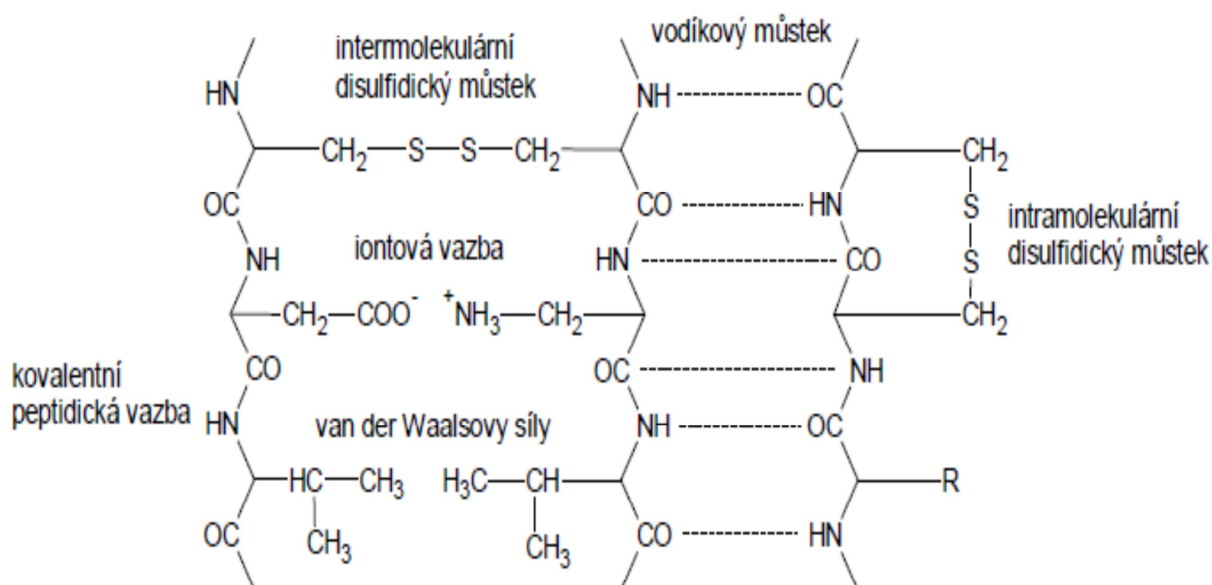 vodíkový můstek
interrmolekulární
disulfidický můstek
HN NH OC
CH₂ S S CH₂ CH₂
OC CO HN S
intramolekulární
disulfidický můstek
iontová vazba
NH HN CO S
CH₂ COO⁻ ⁺NH₃ CH₂ CH₂
kovalentní
peptidická vazba
CO OC NH
HN van der Waalsovy síly NH OC
HC CH₃ H₃C CH R
OC CH₃ CH₃ CO HN